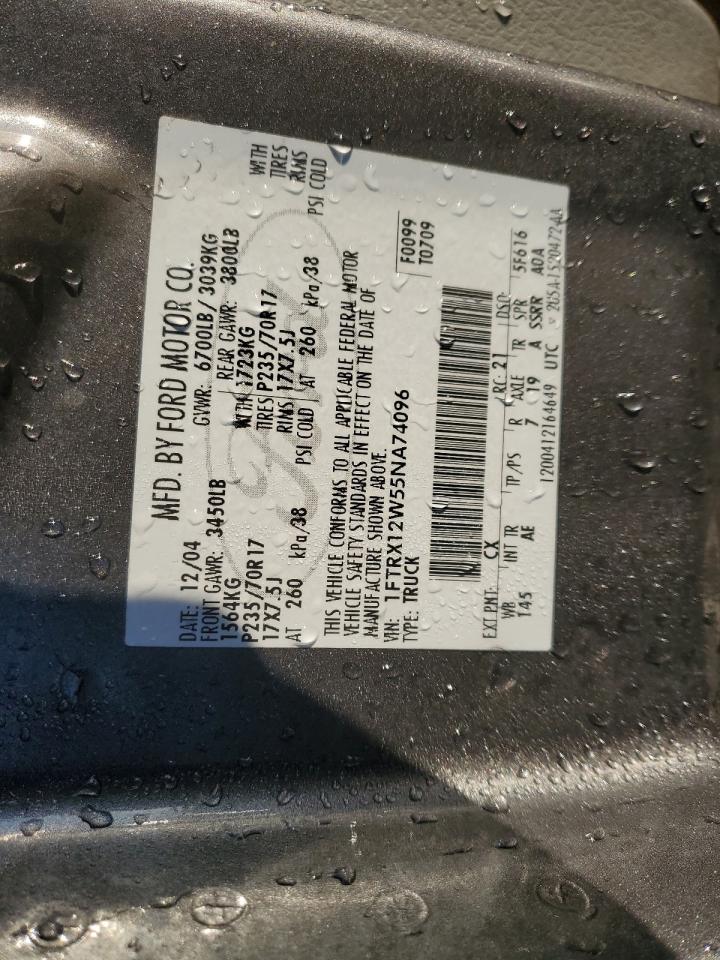 MFD. BY FORD MOTOR CO.
DATE: 12/04 GVWR: 6700LB/3039KG
FRONT GAWR: 3450LB REAR GAWR: 3800LB
1564KG WITH 1723KG WITH
P235/70R17 TIRES P235/70R17 TIRES
17X7.5J RIMS 17X7.5J RIMS
AT 260 kPa/38 PSI COLD AT 260 kPa/38 PSI COLD
THIS VEHICLE CONFORMS TO ALL APPLICABLE FEDERAL MOTOR
VEHICLE SAFETY STANDARDS IN EFFECT ON THE DATE OF
MANUFACTURE SHOWN ABOVE.
VIN: 1FTRX12W55NA74096 F0099
TYPE: TRUCK T0709
EXT PNT: CX RC: 21 DSO:
WB INT TR TP/PS R AXLE TR SPR 5F616
145 AE 7 19 A SSRR A0A
1200412164649 UTC